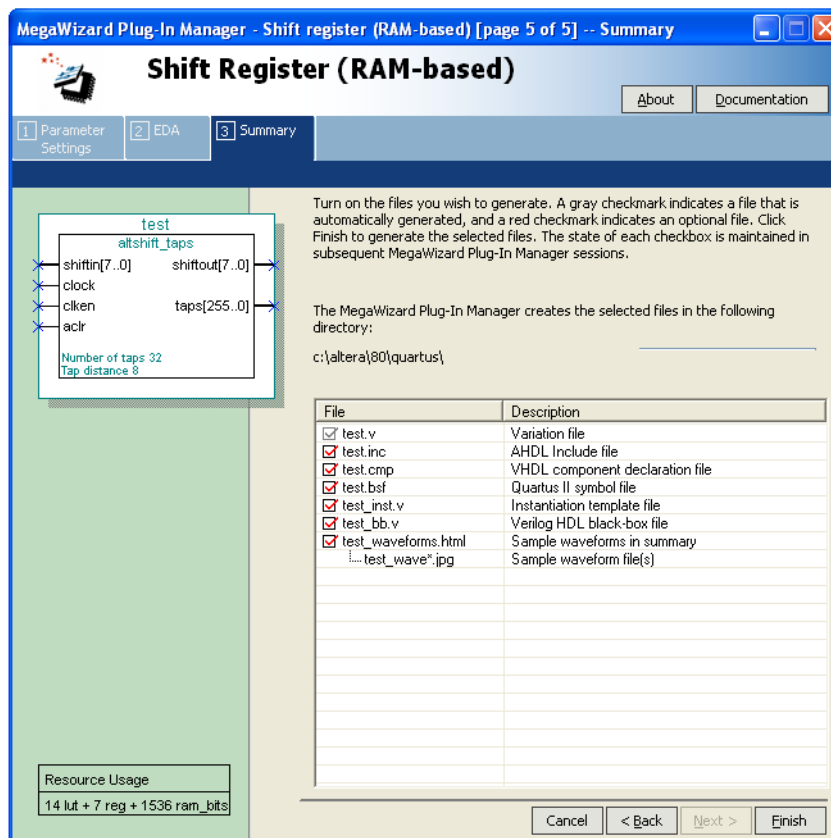 MegaWizard Plug-In Manager - Shift register (RAM-based) [page 5 of 5] -- Summary
Shift Register (RAM-based)
About
Documentation
1 Parameter Settings
2 EDA
3 Summary
Turn on the files you wish to generate. A gray checkmark indicates a file that is
automatically generated, and a red checkmark indicates an optional file. Click
Finish to generate the selected files. The state of each checkbox is maintained in
subsequent MegaWizard Plug-In Manager sessions.
The MegaWizard Plug-In Manager creates the selected files in the following
directory:
c:\altera\80\quartus\
test
altshift_taps
shiftin[7..0] shiftout[7..0]
clock
clken taps[255..0]
aclr
Number of taps 32
Tap distance 8
File Description
test.v Variation file
test.inc AHDL Include file
test.cmp VHDL component declaration file
test.bsf Quartus II symbol file
test_inst.v Instantiation template file
test_bb.v Verilog HDL black-box file
test_waveforms.html Sample waveforms in summary
test_wave*.jpg Sample waveform file(s)
Resource Usage
14 lut + 7 reg + 1536 ram_bits
Cancel
< Back
Next >
Finish